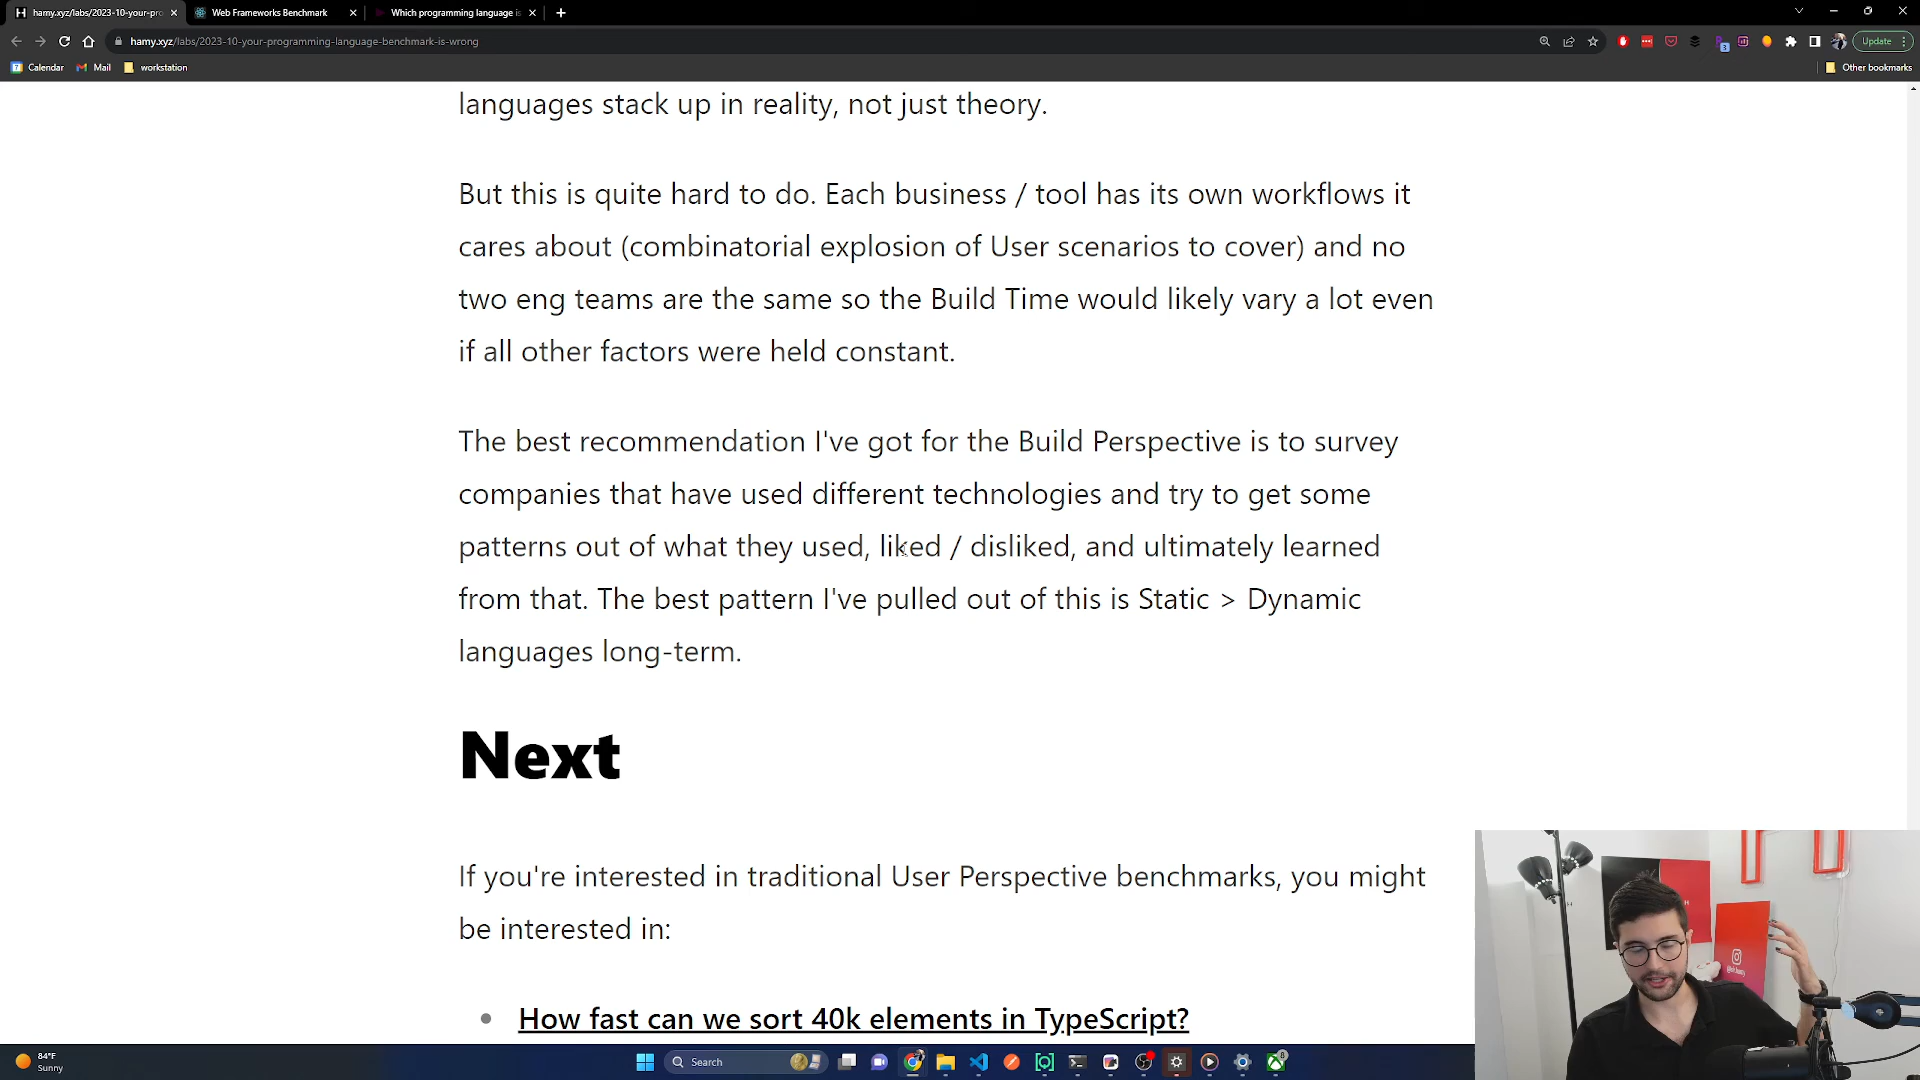 hamy.xyz/labs/2023-10-your-pro
Web Frameworks Benchmark
Which programming language is
hamy.xyz/labs/2023-10-your-programming-language-benchmark-is-wrong
Update
Calendar
Mail
workstation
Other bookmarks
languages stack up in reality, not just theory.
But this is quite hard to do. Each business / tool has its own workflows it
cares about (combinatorial explosion of User scenarios to cover) and no
two eng teams are the same so the Build Time would likely vary a lot even
if all other factors were held constant.
The best recommendation I've got for the Build Perspective is to survey
companies that have used different technologies and try to get some
patterns out of what they used, liked / disliked, and ultimately learned
from that. The best pattern I've pulled out of this is Static > Dynamic
languages long-term.
Next
If you're interested in traditional User Perspective benchmarks, you might
be interested in:
• How fast can we sort 40k elements in TypeScript?
84°F
Sunny
Search